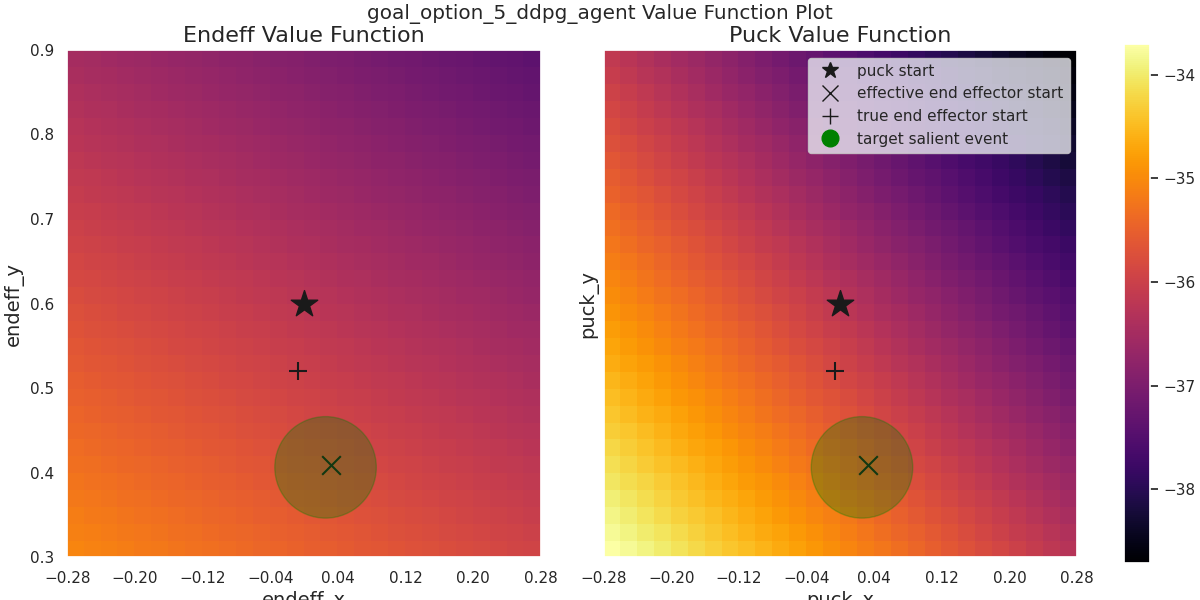 goal_option_5_ddpg_agent Value Function Plot
Endeff Value Function
endeff_y
0.9
0.8
0.7
0.6
0.5
0.4
0.3
−0.28 −0.20 −0.12 −0.04 0.04 0.12 0.20 0.28
endeff_x
Puck Value Function
puck start
effective end effector start
true end effector start
target salient event
puck_y
−0.28 −0.20 −0.12 −0.04 0.04 0.12 0.20 0.28
puck_x
−34
−35
−36
−37
−38